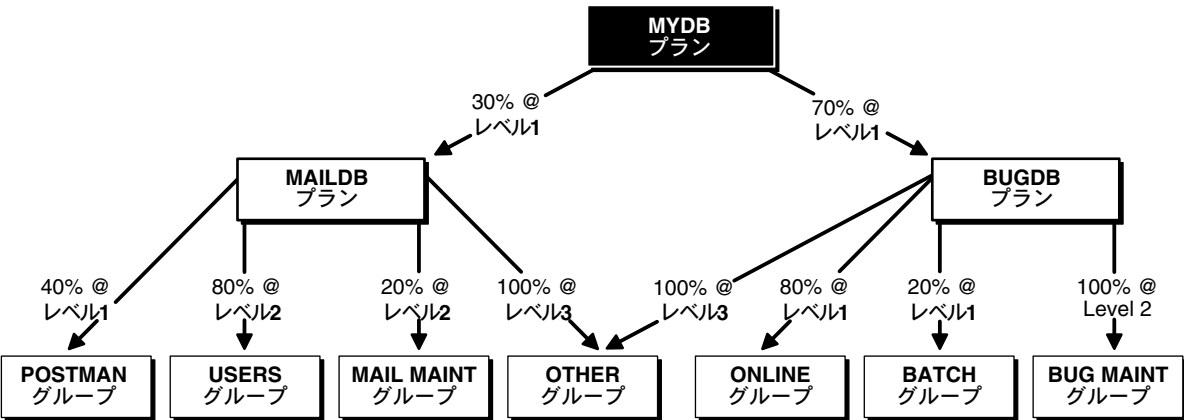 MYDB
プラン
30% @
レベル1
70% @
レベル1
MAILDB
プラン
BUGDB
プラン
40% @
レベル1
80% @
レベル2
20% @
レベル2
100% @
レベル3
100% @
レベル3
80% @
レベル1
20% @
レベル1
100% @
Level 2
POSTMAN
グループ
USERS
グループ
MAIL MAINT
グループ
OTHER
グループ
ONLINE
グループ
BATCH
グループ
BUG MAINT
グループ